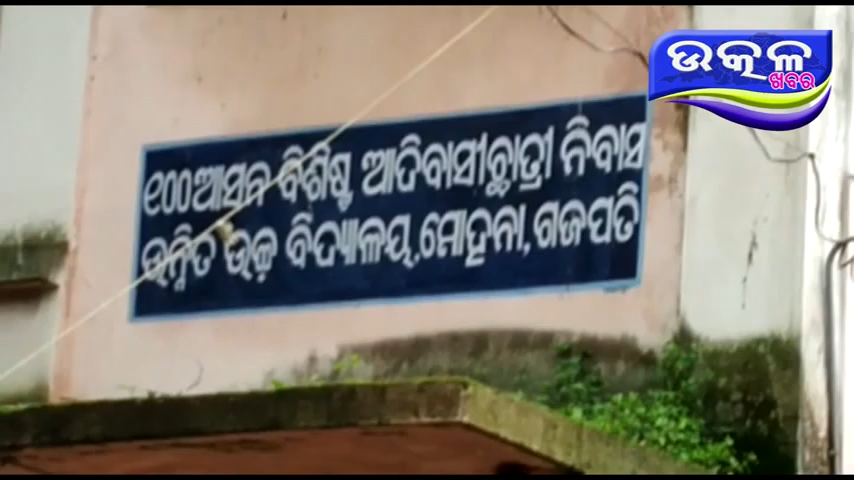 ଉତ୍କଳ
ଖବର
୧୦୦ଆସନ ବିଶିଷ୍ଟ ଆଦିବାସୀଚ୍ଛାତ୍ରୀ ନିବାସ
ଉନ୍ନିତ ଉଚ୍ଚ ବିଦ୍ୟାଳୟ,ମୋହନା, ଗଜପତି